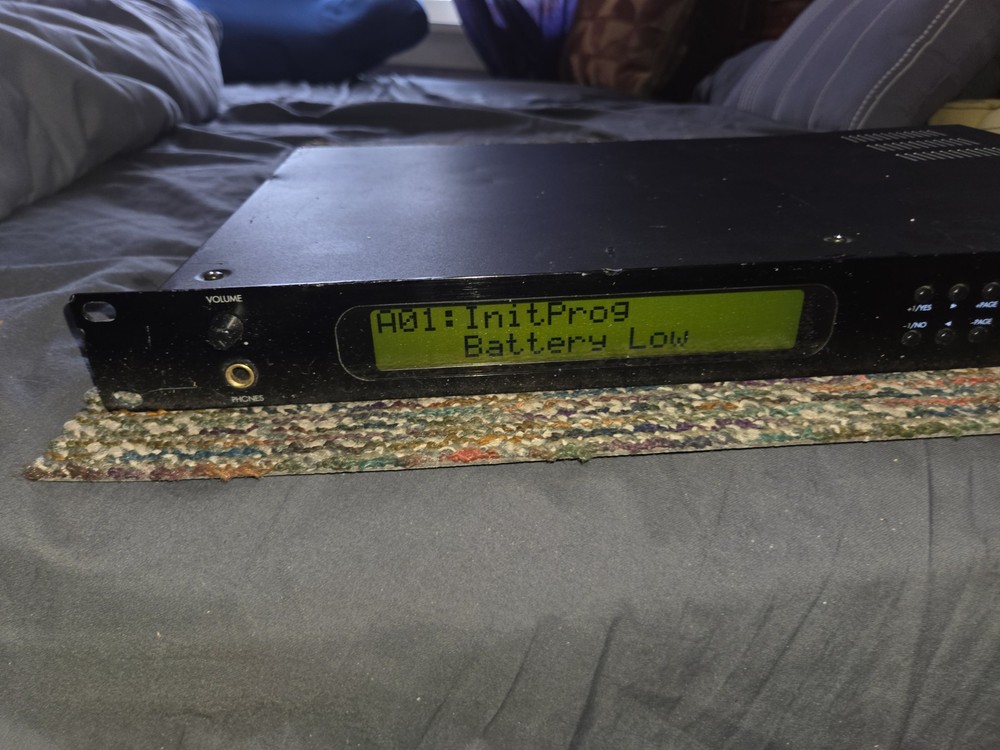 VOLUME
PHONES
A01:InitProg
Battery Low
+1/YES
+PAGE
-1/NO
-PAGE